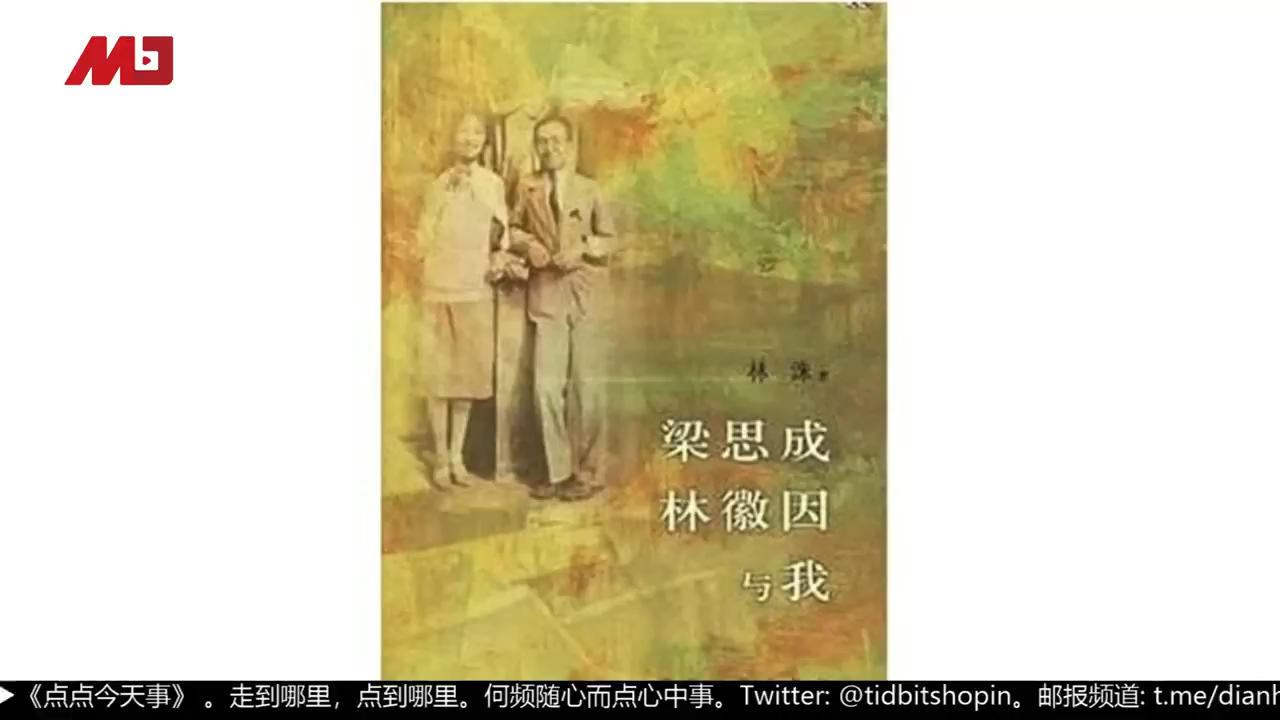 林 洙 著
梁思成
林徽因
与我
《点点今天事》 。走到哪里，点到哪里。何频随心而点心中事。Twitter: @tidbitshopin。邮报频道: t.me/dianh